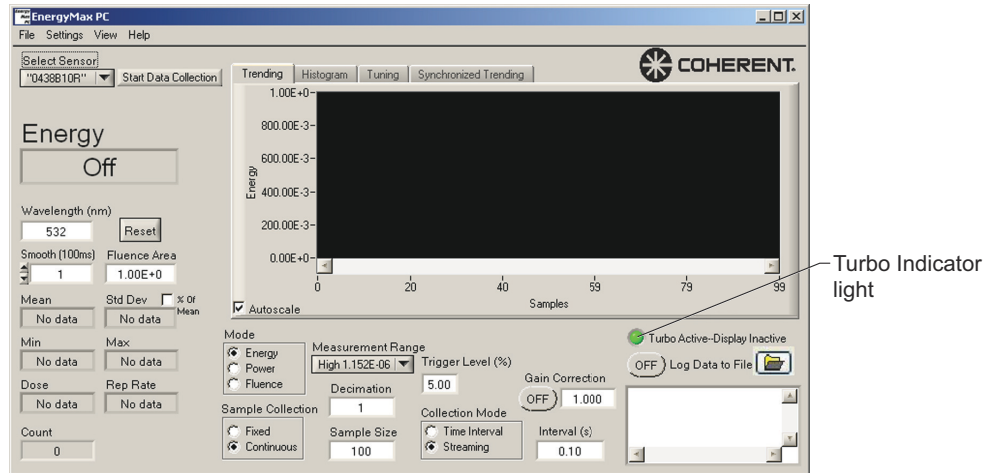 EnergyMax PC
File Settings View Help
Select Sensor
"0438B10R" Start Data Collection
COHERENT.
Trending Histogram Tuning Synchronized Trending
Energy
Off
Wavelength (nm)
532 Reset
Smooth (100ms) Fluence Area
1 1.00E+0
Mean Std Dev % Of Mean
No data No data
Min Max
No data No data
Dose Rep Rate
No data No data
Count
0
1.00E+0
800.00E-3
600.00E-3
400.00E-3
200.00E-3
0.00E+0
Energy
0 20 40 59 79 99
Samples
Autoscale
Turbo Indicator
light
Mode
Energy
Power
Fluence
Measurement Range
High 1.152E-06
Trigger Level (%)
5.00
Decimation
1
Gain Correction
OFF 1.000
Sample Collection
Fixed
Continuous
Sample Size
100
Collection Mode
Time Interval
Streaming
Interval (s)
0.10
Turbo Active--Display Inactive
OFF Log Data to File